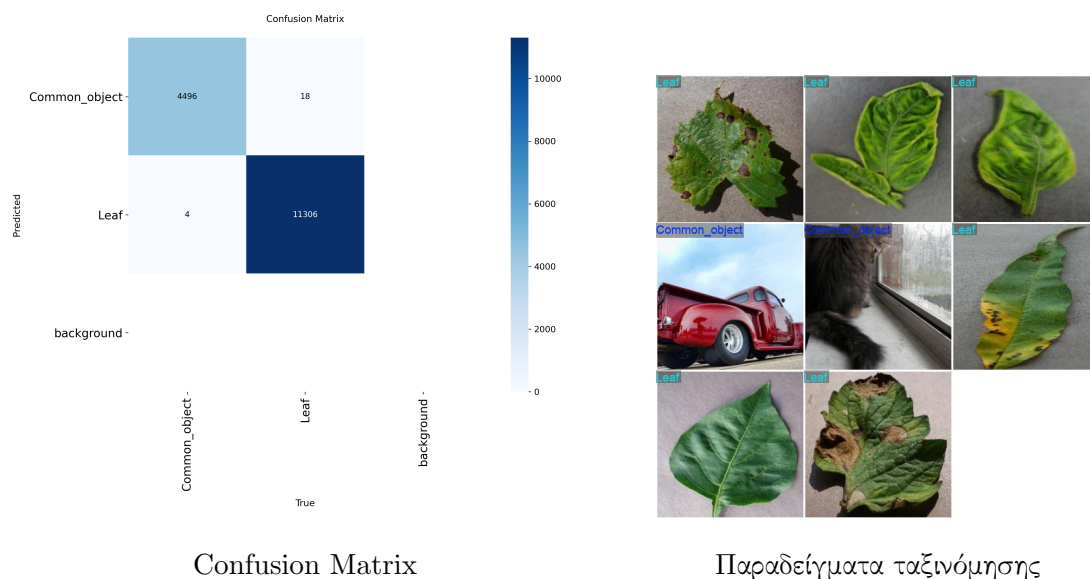 Confusion Matrix
Common_object
4496
18
Leaf
4
11306
background
Predicted
Common_object
Leaf
background
True
10000
8000
6000
4000
2000
0
Leaf
Leaf
Leaf
Common_object
Common_object
Leaf
Leaf
Leaf
Confusion Matrix
Παραδείγματα ταξινόμησης